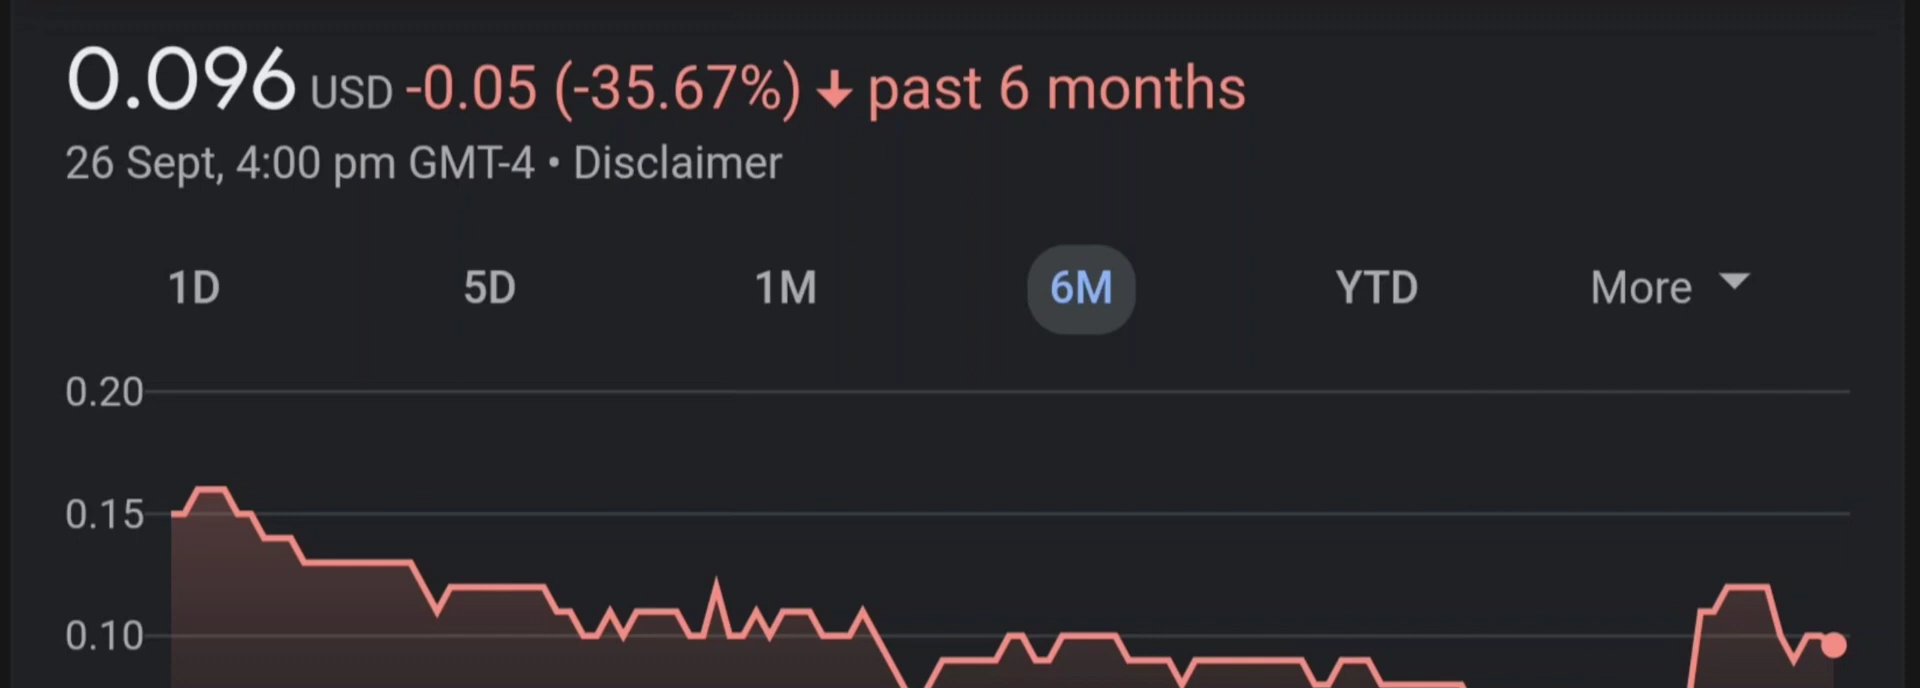 0.096 USD -0.05 (-35.67%) ↓ past 6 months
26 Sept, 4:00 pm GMT-4 • Disclaimer
1D 5D 1M 6M YTD More
0.20
0.15
0.10